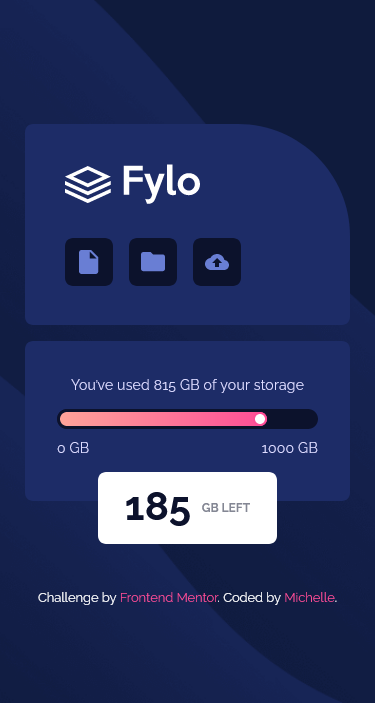 Fylo
You've used 815 GB of your storage
0 GB 1000 GB
185 GB LEFT
Challenge by Frontend Mentor. Coded by Michelle.